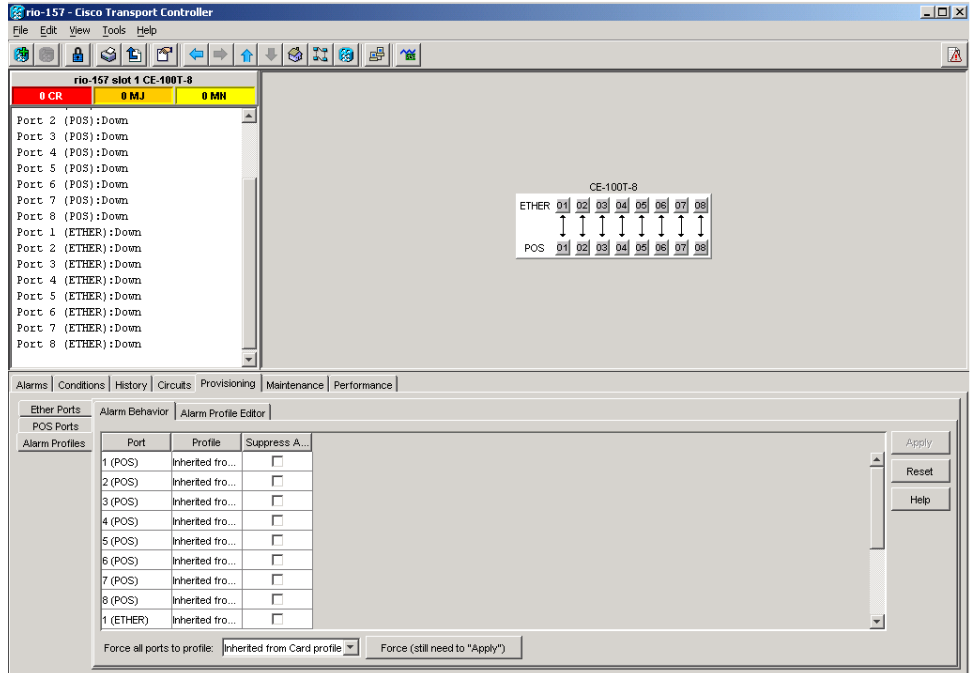 rio-157 - Cisco Transport Controller
File Edit View Tools Help
rio-157 slot 1 CE-100T-8
0 CR 0 MJ 0 MN
Port 2 (POS):Down
Port 3 (POS):Down
Port 4 (POS):Down
Port 5 (POS):Down
Port 6 (POS):Down
Port 7 (POS):Down
Port 8 (POS):Down
Port 1 (ETHER):Down
Port 2 (ETHER):Down
Port 3 (ETHER):Down
Port 4 (ETHER):Down
Port 5 (ETHER):Down
Port 6 (ETHER):Down
Port 7 (ETHER):Down
Port 8 (ETHER):Down
CE-100T-8
ETHER 01 02 03 04 05 06 07 08
POS 01 02 03 04 05 06 07 08
Alarms Conditions History Circuits Provisioning Maintenance Performance
Ether Ports
POS Ports
Alarm Profiles
Alarm Behavior Alarm Profile Editor
Port Profile Suppress A...
1 (POS) Inherited fro...
2 (POS) Inherited fro...
3 (POS) Inherited fro...
4 (POS) Inherited fro...
5 (POS) Inherited fro...
6 (POS) Inherited fro...
7 (POS) Inherited fro...
8 (POS) Inherited fro...
1 (ETHER) Inherited fro...
Apply
Reset
Help
Force all ports to profile: Inherited from Card profile Force (still need to "Apply")